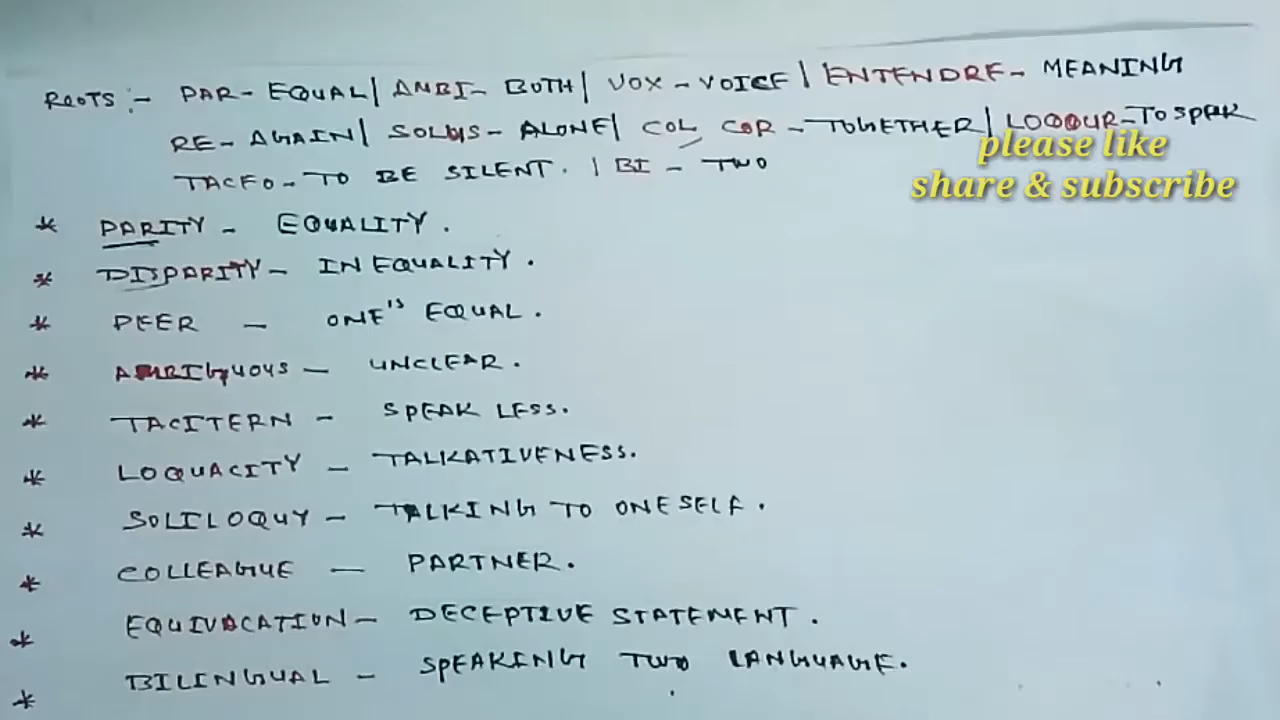 ROOTS:- PAR- EQUAL| AMBI- BOTH| VOX - VOICE | ENTENDRE- MEANING
RE- AGAIN| SOLUS- ALONE| COL, COR - TOGETHER| LOQOUR-TO SPEAK
TACEO-TO BE SILENT. | BI - TWO
please like
share & subscribe
* PARITY - EQUALITY.
* DISPARITY- INEQUALITY.
* PEER - ONE'S EQUAL.
* AMBIGUOUS - UNCLEAR.
* TACITERN - SPEAK LESS.
* LOQUACITY - TALKATIVENESS.
* SOLILOQUY - TALKING TO ONESELF.
* COLLEAGUE - PARTNER.
* EQUIVOCATION- DECEPTIVE STATEMENT.
* BILINGUAL - SPEAKING TWO LANGUAGE.
*